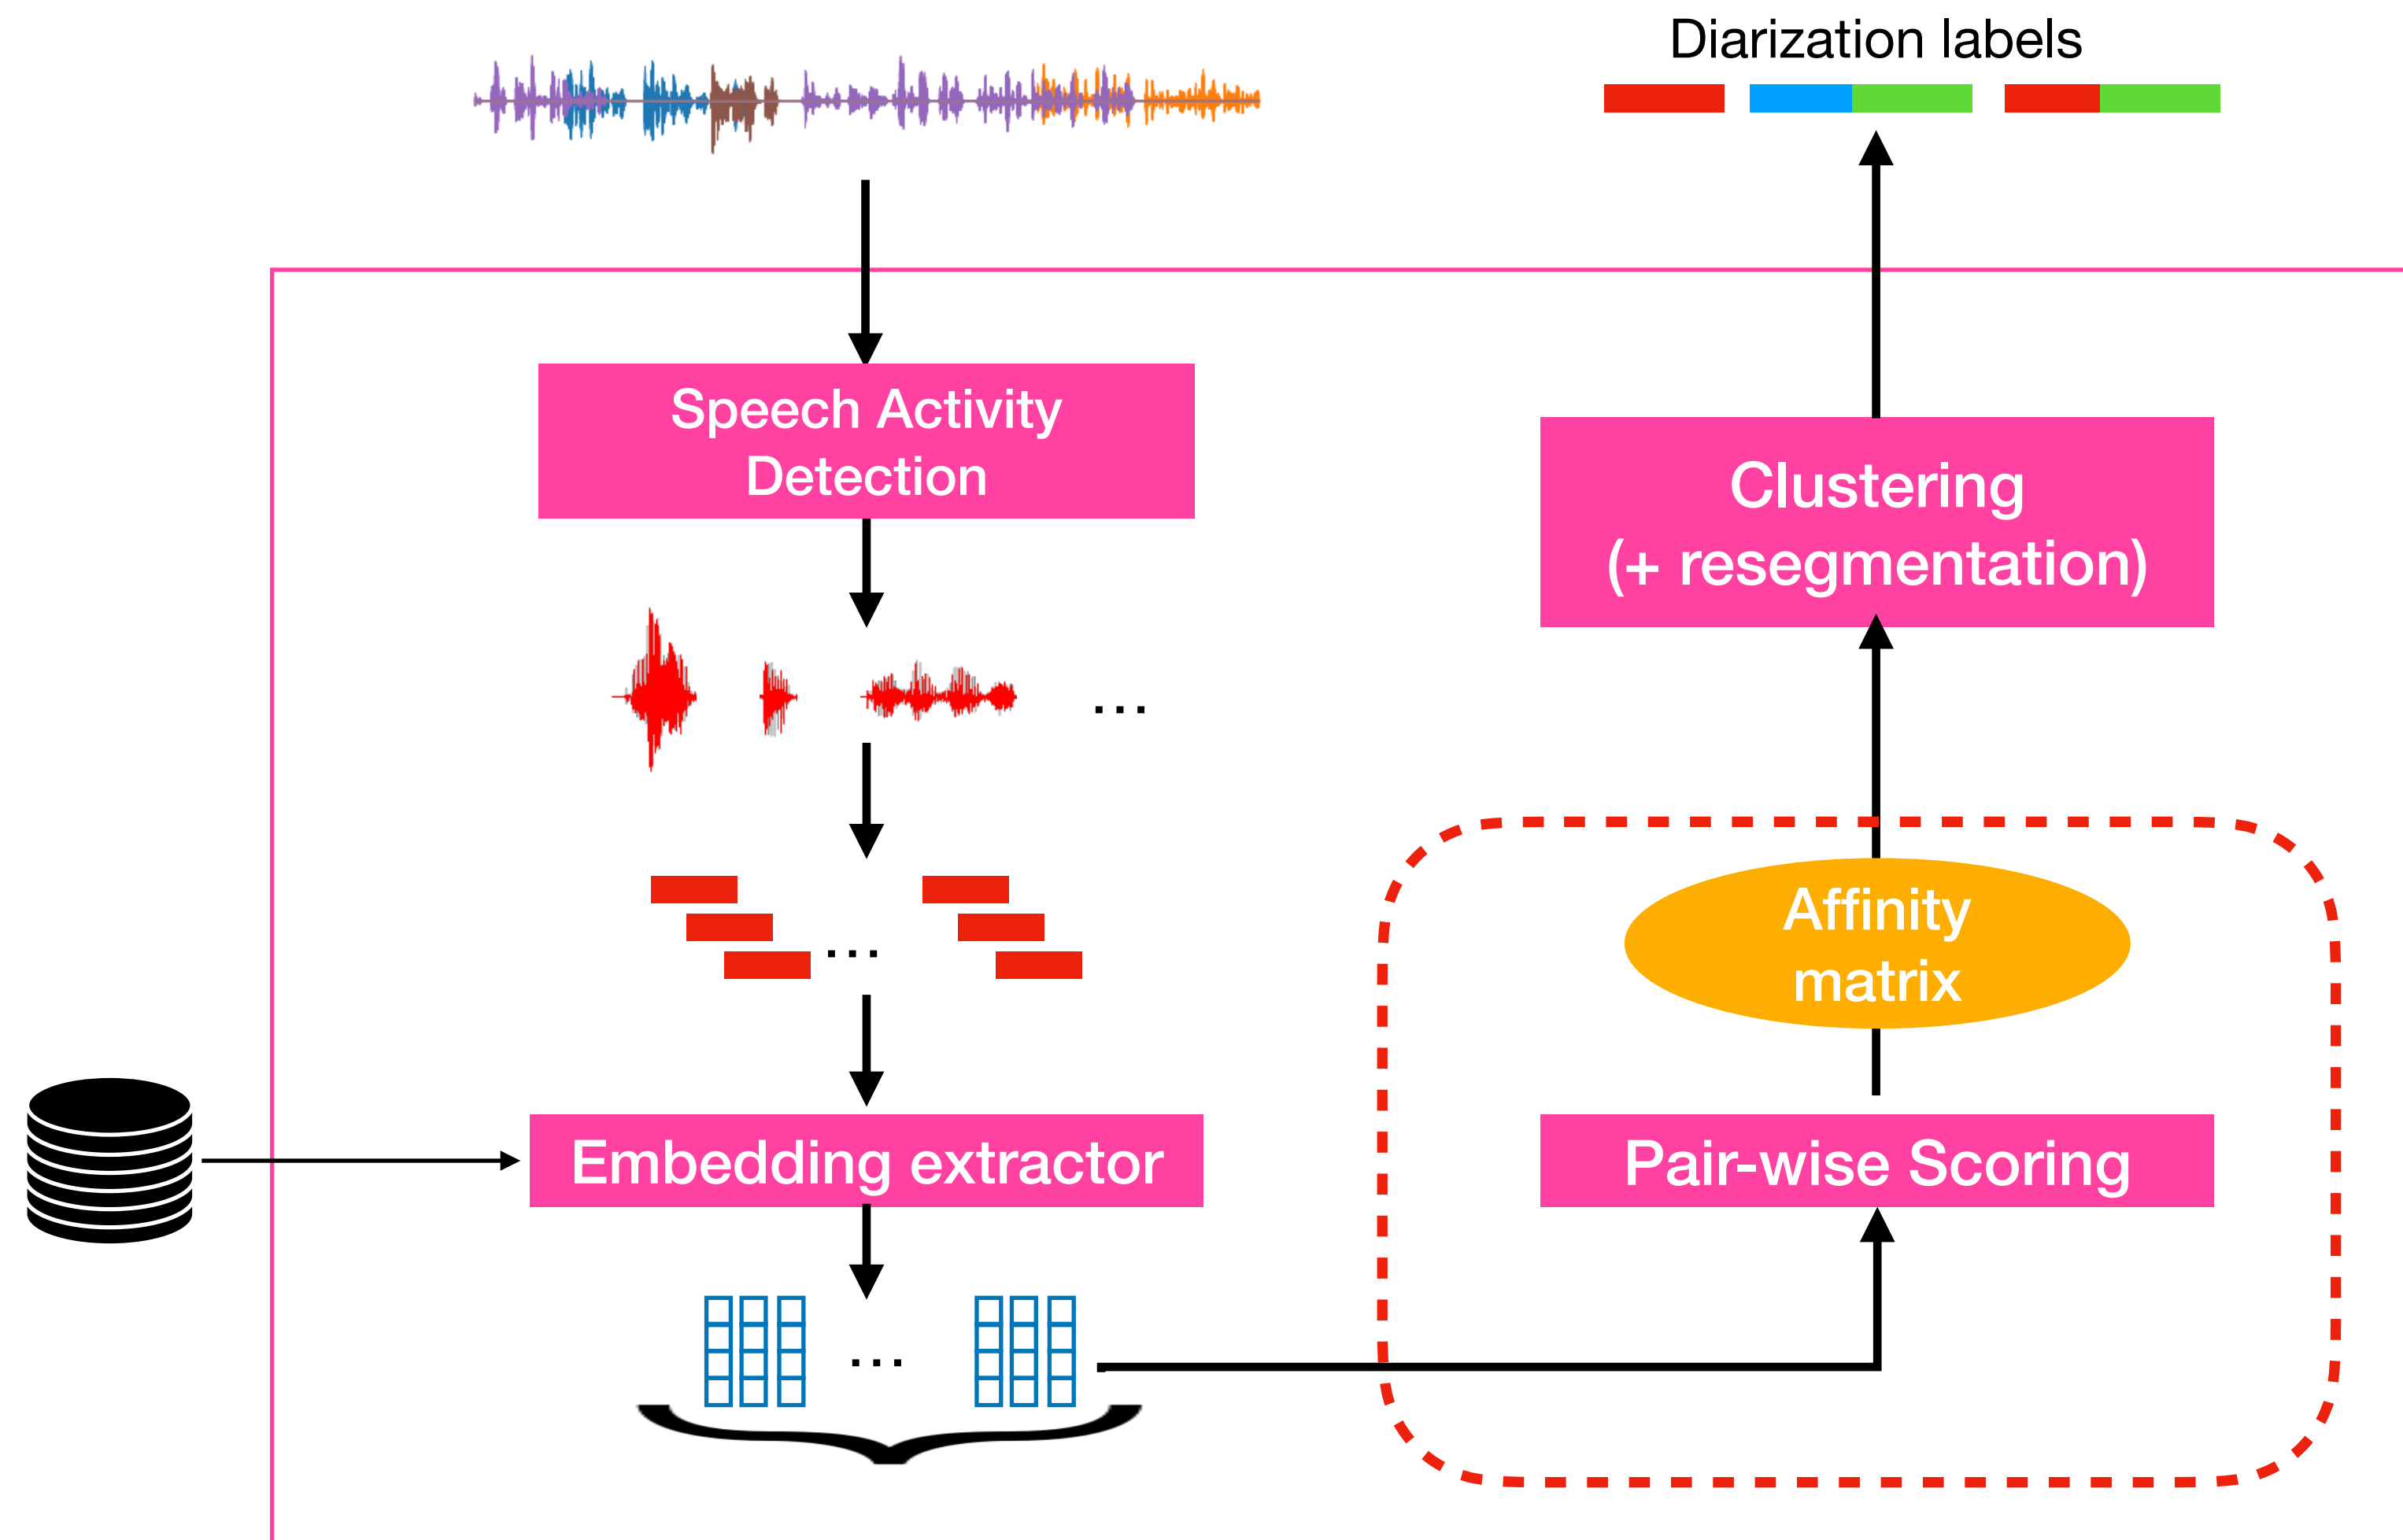 Diarization labels
Speech Activity
Detection
Clustering
(+ resegmentation)
...
Affinity
matrix
...
Embedding extractor
Pair-wise Scoring
...